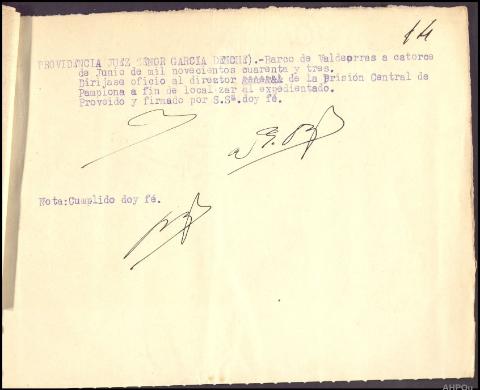 14
PROVIDENCIA JUEZ SEÑOR GARCIA DENCHE).-Barco de Valdeorras a catorce
de Junio de mil novecientos cuarenta y tres.
Dirijase oficio al director general de La Prisión Central de
Pamplona a fin de localizar al expedientado.
Proveido y firmado por S.Sª.doy fé.
Nota:Cumplido doy fé.
AHPOu